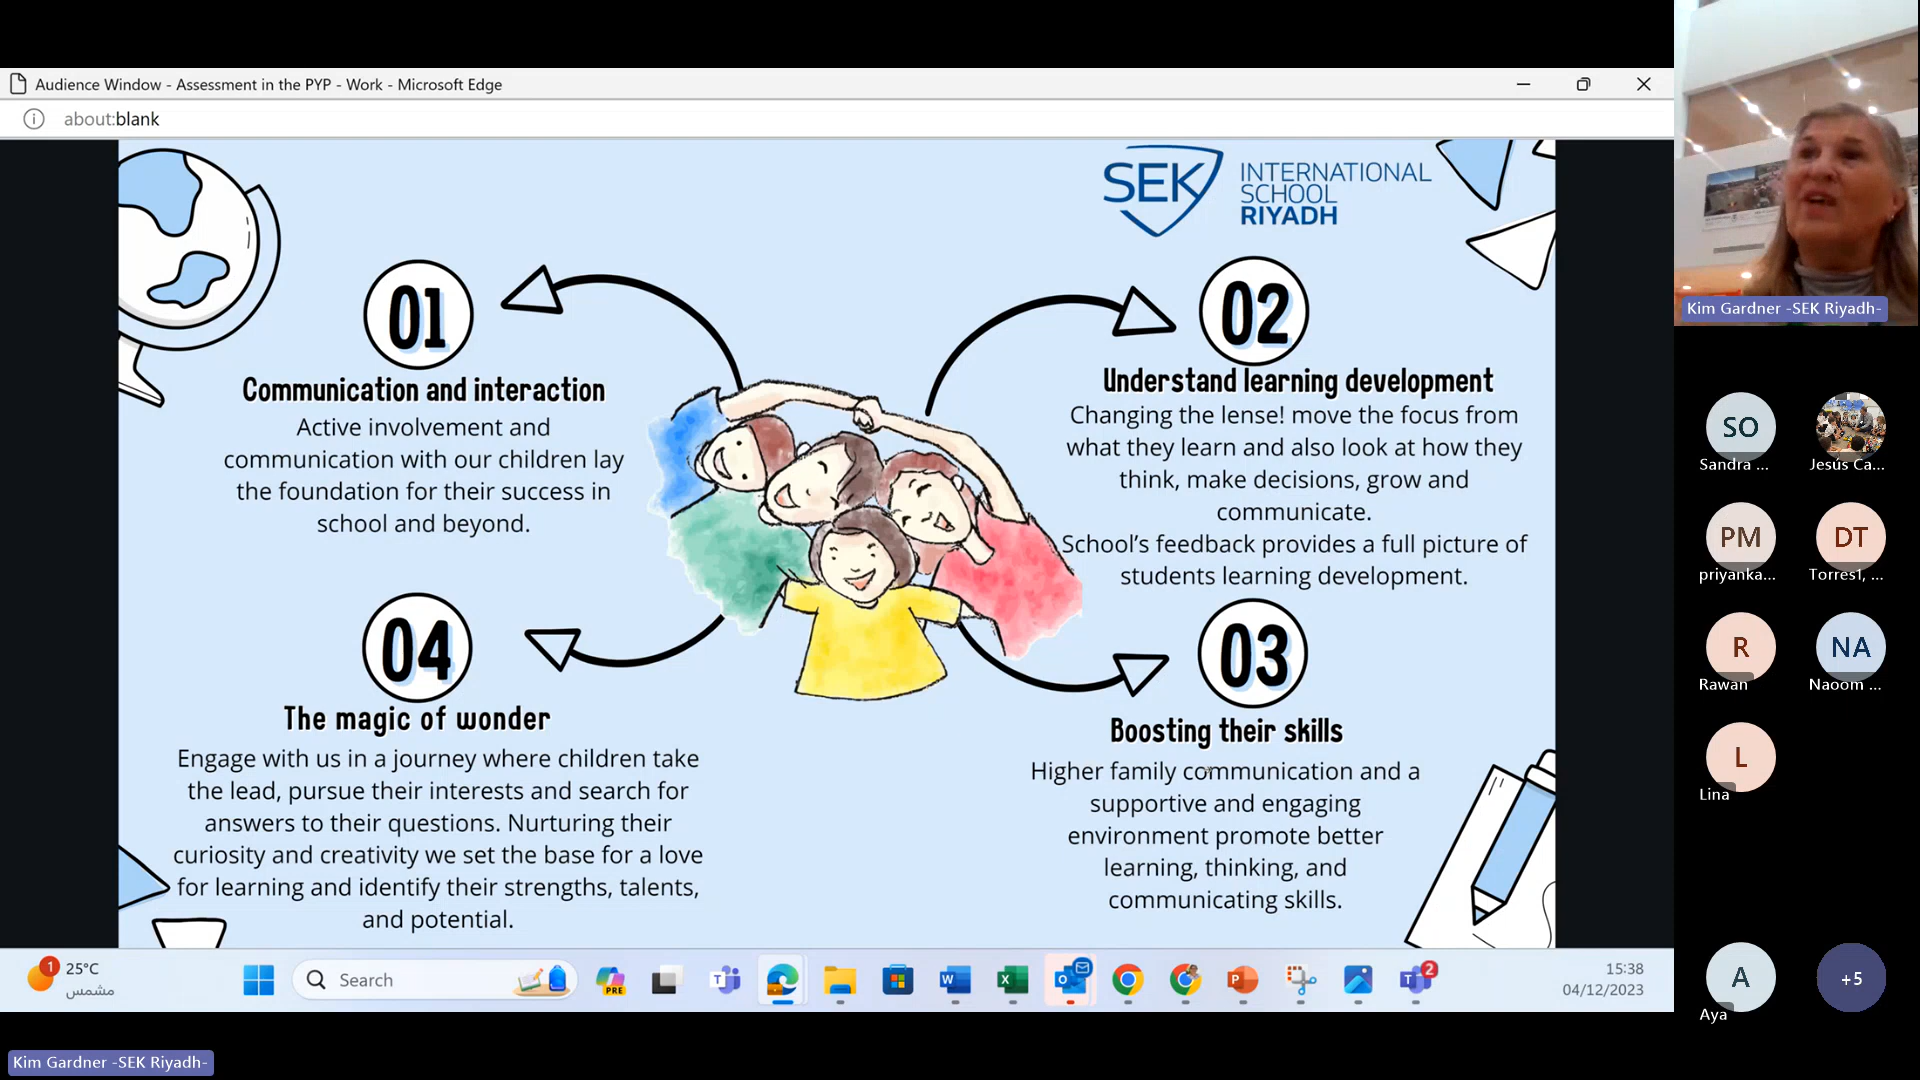 Audience Window - Assessment in the PYP - Work - Microsoft Edge
about:blank
SEK
INTERNATIONAL
SCHOOL
RIYADH
01
Communication and interaction
Active involvement and
communication with our children lay
the foundation for their success in
school and beyond.
02
Understand learning development
Changing the lense! move the focus from
what they learn and also look at how they
think, make decisions, grow and
communicate.
School's feedback provides a full picture of
students learning development.
04
The magic of wonder
Engage with us in a journey where children take
the lead, pursue their interests and search for
answers to their questions. Nurturing their
curiosity and creativity we set the base for a love
for learning and identify their strengths, talents,
and potential.
03
Boosting their skills
Higher family communication and a
supportive and engaging
environment promote better
learning, thinking, and
communicating skills.
Kim Gardner -SEK Riyadh-
SO
Sandra ...
Jesús Ca...
PM
priyanka...
DT
Torres1, ...
R
Rawan
NA
Naoom ...
L
Lina
A
Aya
+5
1
25°C
مشمس
Search
PRE
T
W
X
O
P
T
2
15:38
04/12/2023
Kim Gardner -SEK Riyadh-